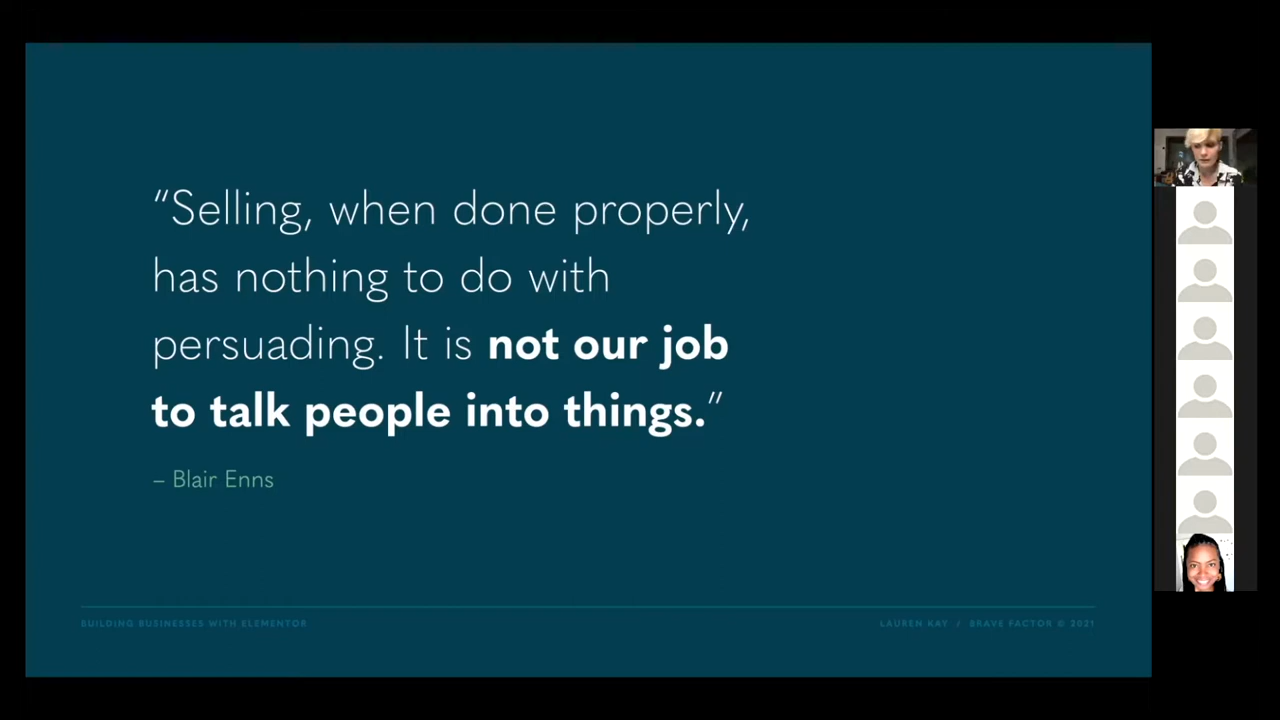 “Selling, when done properly,
has nothing to do with
persuading. It is not our job
to talk people into things.”
– Blair Enns
BUILDING BUSINESSES WITH ELEMENTOR
LAUREN KAY / BRAVE FACTOR © 2021